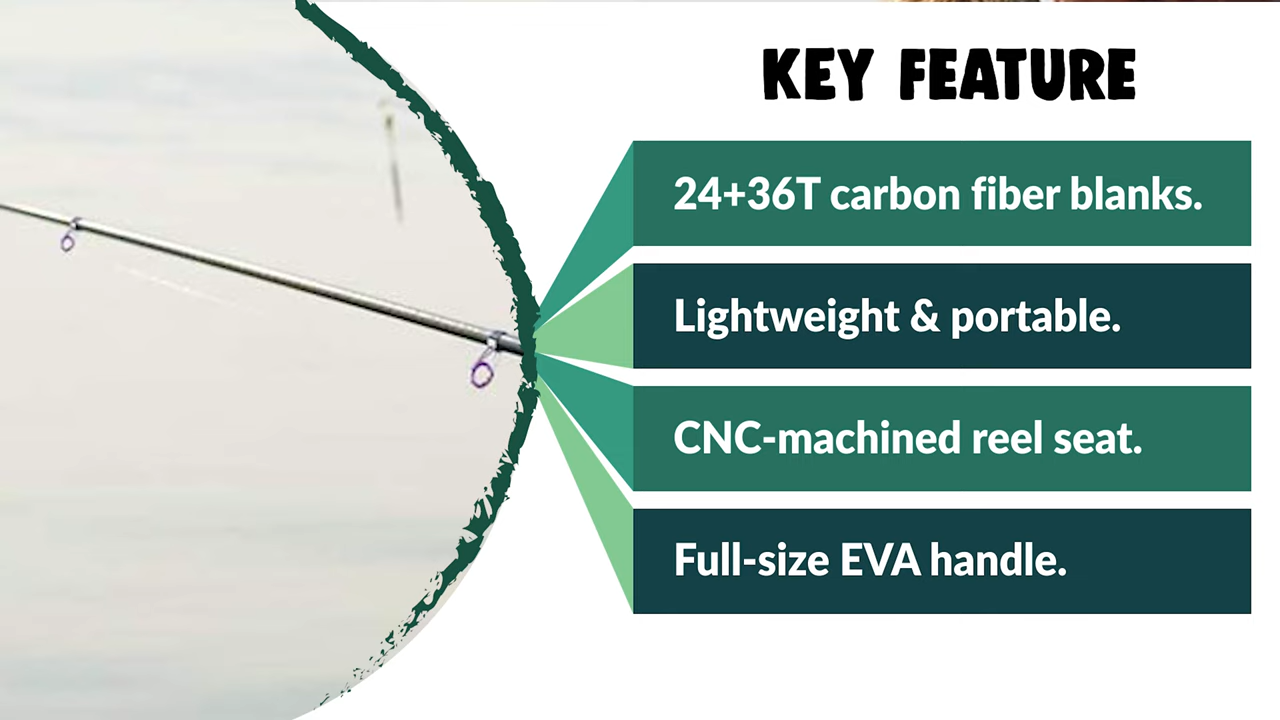 KEY FEATURE
24+36T carbon fiber blanks.
Lightweight & portable.
CNC-machined reel seat.
Full-size EVA handle.